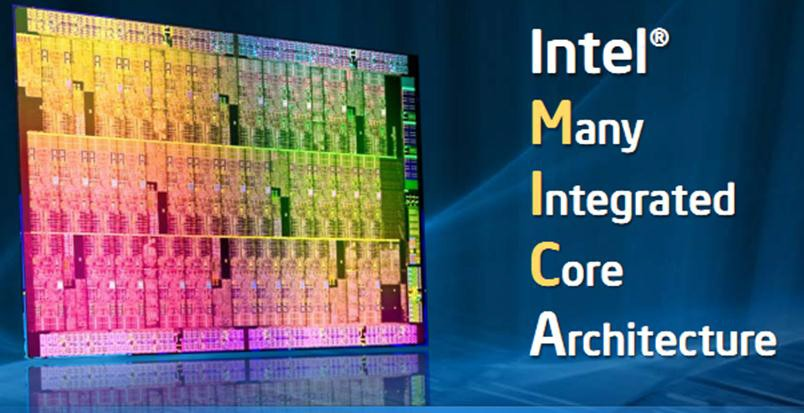 Intel®
Many
Integrated
Core
Architecture